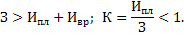 З > Ипл + Ивр; К = Ипл/З < 1.